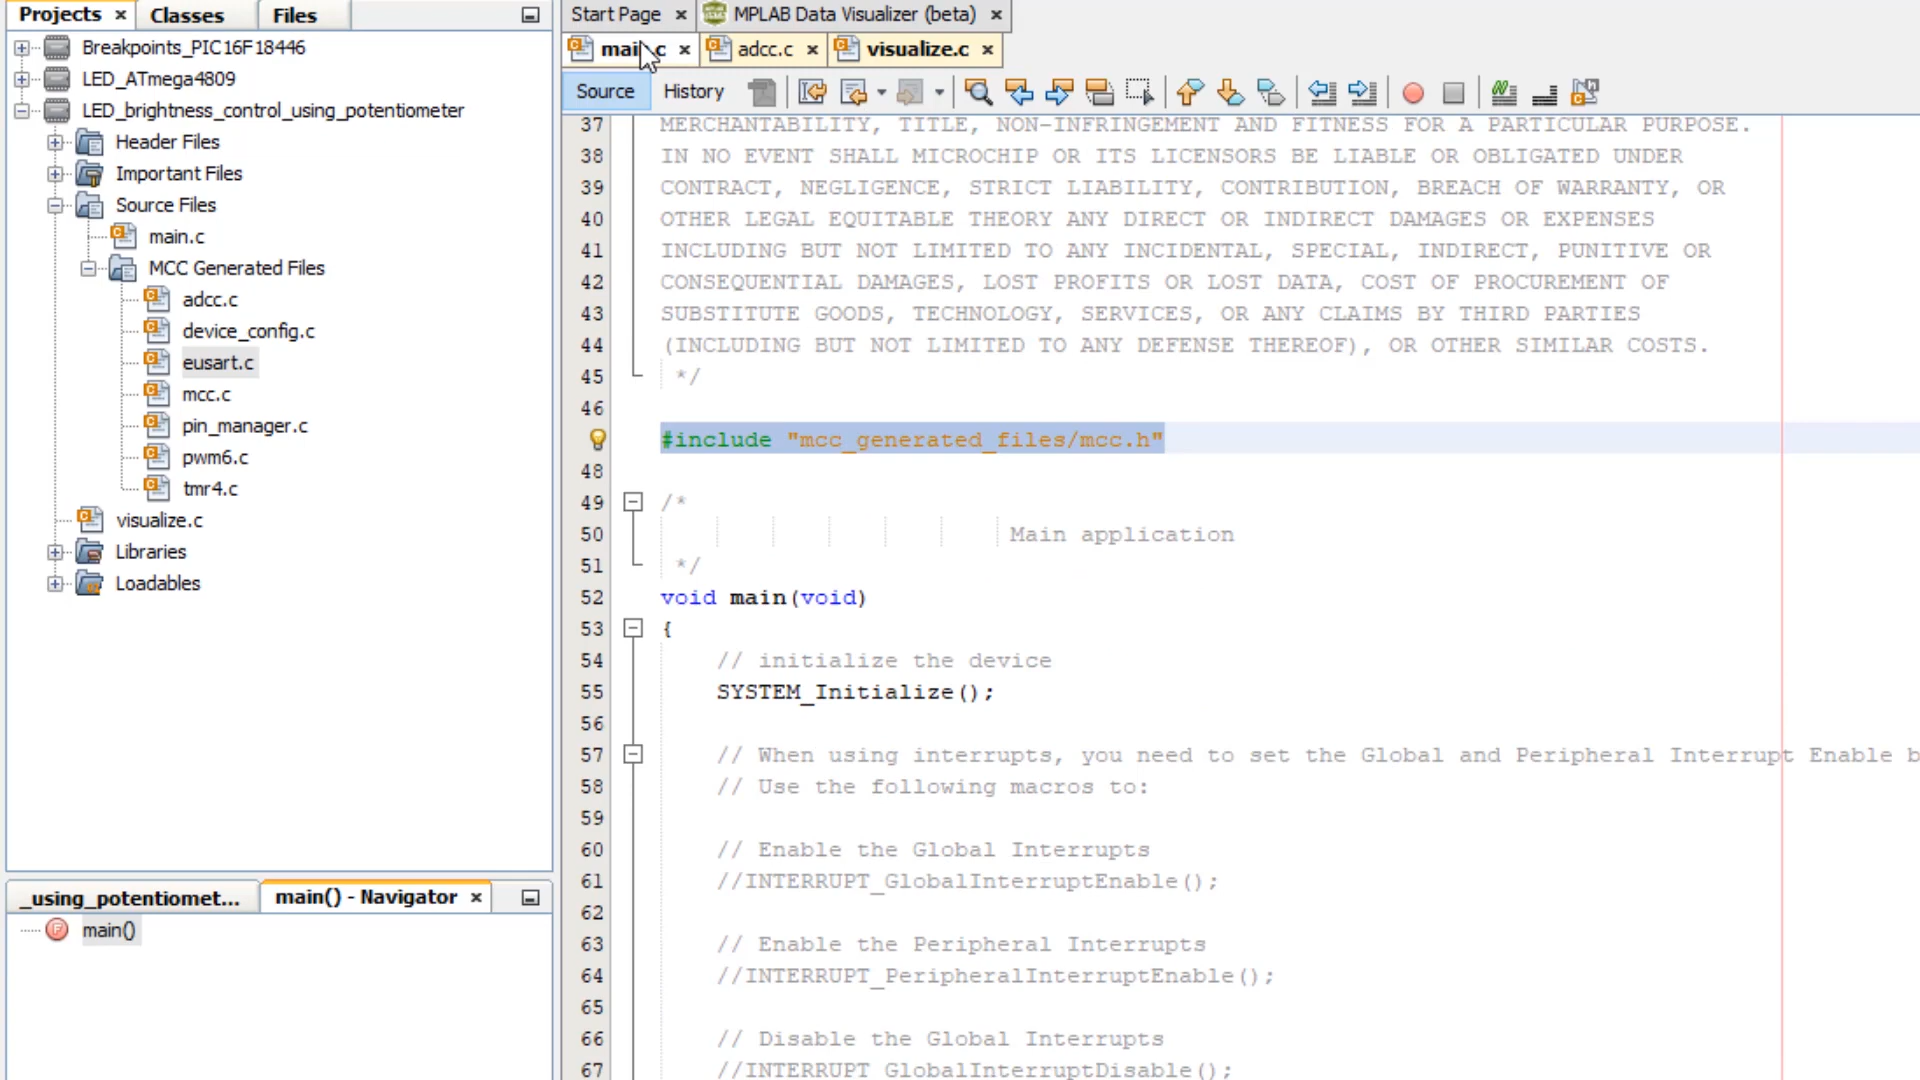 Projects × Classes Files
Breakpoints_PIC16F18446
LED_ATmega4809
LED_brightness_control_using_potentiometer
Header Files
Important Files
Source Files
main.c
MCC Generated Files
adcc.c
device_config.c
eusart.c
mcc.c
pin_manager.c
pwm6.c
tmr4.c
visualize.c
Libraries
Loadables
_using_potentiomet... main() - Navigator ×
main()
Start Page × MPLAB Data Visualizer (beta) ×
main.c × adcc.c × visualize.c ×
Source History
37 MERCHANTABILITY, TITLE, NON-INFRINGEMENT AND FITNESS FOR A PARTICULAR PURPOSE.
38 IN NO EVENT SHALL MICROCHIP OR ITS LICENSORS BE LIABLE OR OBLIGATED UNDER
39 CONTRACT, NEGLIGENCE, STRICT LIABILITY, CONTRIBUTION, BREACH OF WARRANTY, OR
40 OTHER LEGAL EQUITABLE THEORY ANY DIRECT OR INDIRECT DAMAGES OR EXPENSES
41 INCLUDING BUT NOT LIMITED TO ANY INCIDENTAL, SPECIAL, INDIRECT, PUNITIVE OR
42 CONSEQUENTIAL DAMAGES, LOST PROFITS OR LOST DATA, COST OF PROCUREMENT OF
43 SUBSTITUTE GOODS, TECHNOLOGY, SERVICES, OR ANY CLAIMS BY THIRD PARTIES
44 (INCLUDING BUT NOT LIMITED TO ANY DEFENSE THEREOF), OR OTHER SIMILAR COSTS.
45 */
46
#include "mcc_generated_files/mcc.h"
48
49 /*
50 Main application
51 */
52 void main(void)
53 {
54 // initialize the device
55 SYSTEM_Initialize();
56
57 // When using interrupts, you need to set the Global and Peripheral Interrupt Enable b
58 // Use the following macros to:
59
60 // Enable the Global Interrupts
61 //INTERRUPT_GlobalInterruptEnable();
62
63 // Enable the Peripheral Interrupts
64 //INTERRUPT_PeripheralInterruptEnable();
65
66 // Disable the Global Interrupts
67 //INTERRUPT_GlobalInterruptDisable();